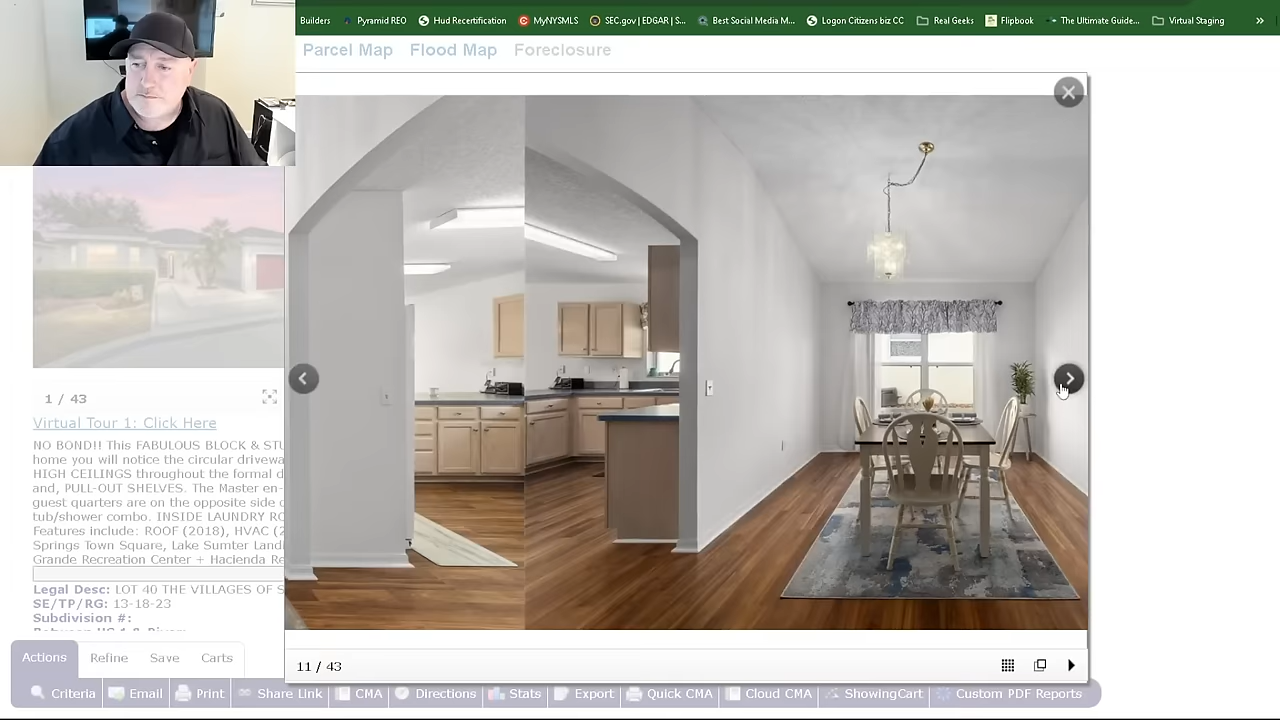 Builders Pyramid REO Hud Recertification MyNYSMLS SEC.gov | EDGAR | S... Best Social Media M... Logon Citizens biz CC Real Geeks Flipbook The Ultimate Guide... Virtual Staging »
Parcel Map Flood Map Foreclosure
1 / 43
Virtual Tour 1: Click Here
NO BOND!! This FABULOUS BLOCK & STU
home you will notice the circular drivewa
HIGH CEILINGS throughout the formal d
and, PULL-OUT SHELVES. The Master en-
guest quarters are on the opposite side o
tub/shower combo. INSIDE LAUNDRY RO
Features include: ROOF (2018), HVAC (2
Springs Town Square, Lake Sumter Landi
Grande Recreation Center + Hacienda Re
Legal Desc: LOT 40 THE VILLAGES OF S
SE/TP/RG: 13-18-23
Subdivision #:
Between US 1 & River:
11 / 43
Actions Refine Save Carts
Criteria Email Print Share Link CMA Directions Stats Export Quick CMA Cloud CMA ShowingCart Custom PDF Reports